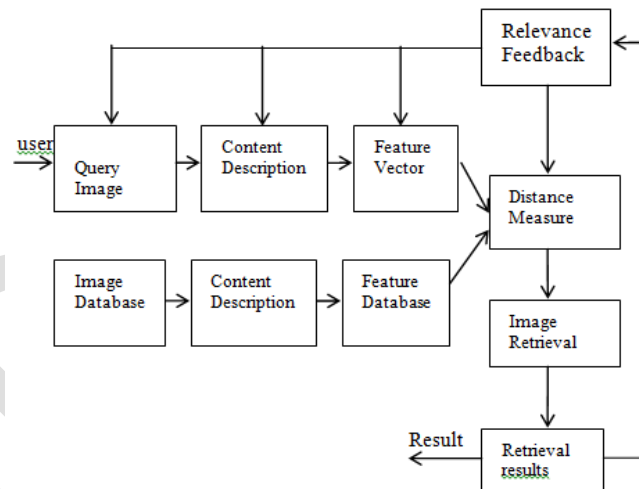 Relevance
Feedback
user
Query
Image
Content
Description
Feature
Vector
Distance
Measure
Image
Database
Content
Description
Feature
Database
Image
Retrieval
Result
Retrieval
results